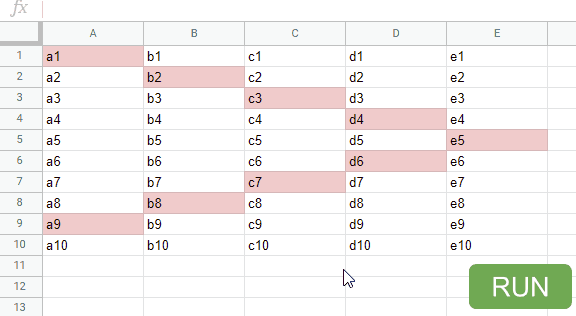 fx
A B C D E
1 a1 b1 c1 d1 e1
2 a2 b2 c2 d2 e2
3 a3 b3 c3 d3 e3
4 a4 b4 c4 d4 e4
5 a5 b5 c5 d5 e5
6 a6 b6 c6 d6 e6
7 a7 b7 c7 d7 e7
8 a8 b8 c8 d8 e8
9 a9 b9 c9 d9 e9
10 a10 b10 c10 d10 e10
11
12
RUN
13